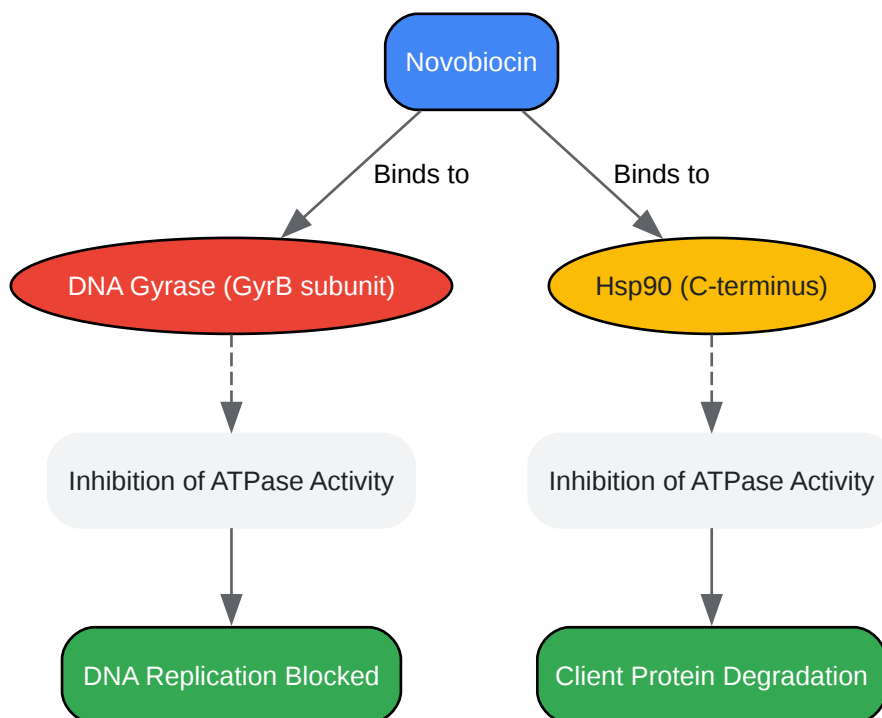 Novobiocin
Binds to
Binds to
DNA Gyrase (GyrB subunit)
Hsp90 (C-terminus)
Inhibition of ATPase Activity
Inhibition of ATPase Activity
DNA Replication Blocked
Client Protein Degradation